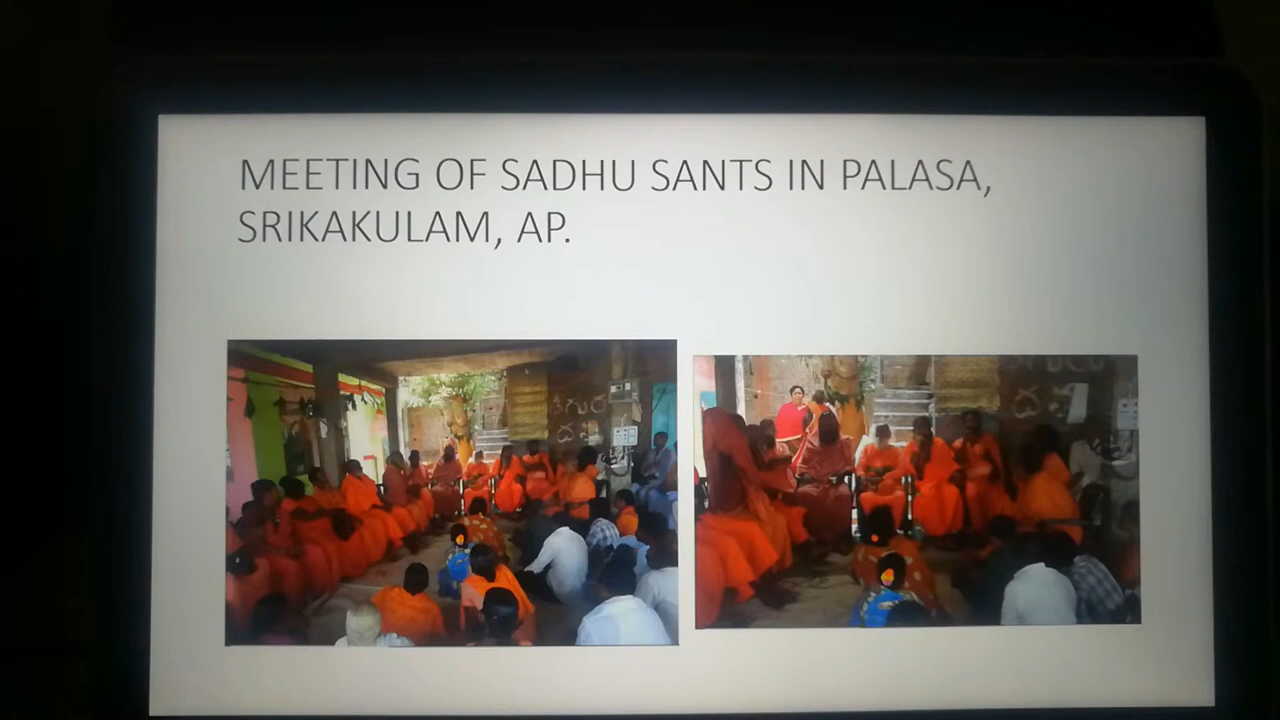 MEETING OF SADHU SANTS IN PALASA,
SRIKAKULAM, AP.